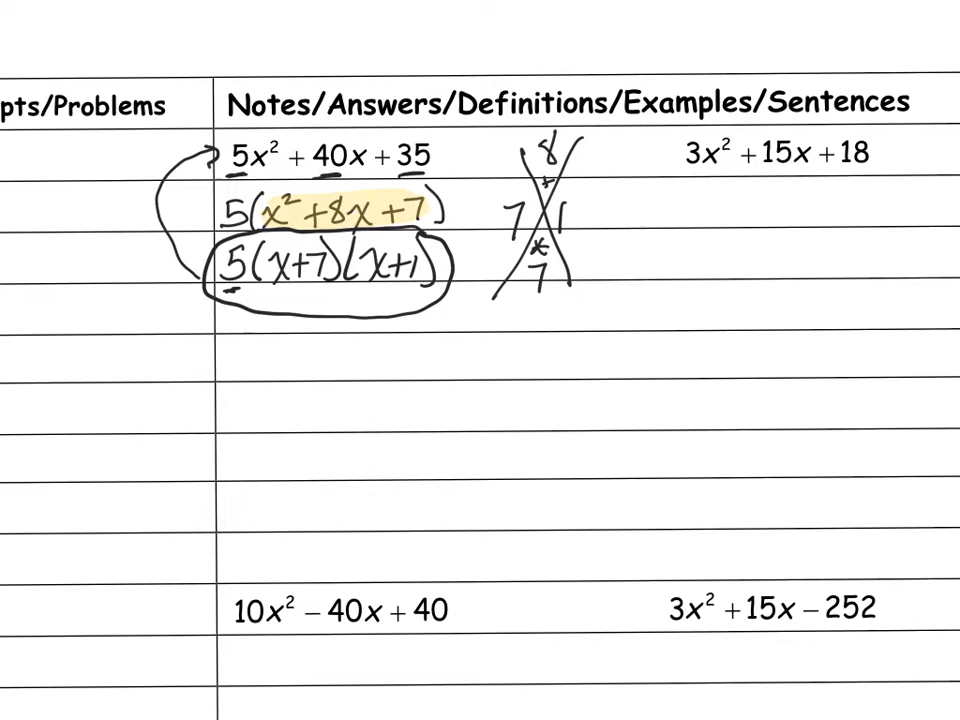 pts/Problems Notes/Answers/Definitions/Examples/Sentences
5x² + 40x + 35 8 3x² + 15x + 18
+
5(x² + 8x + 7) 7 1
x
5(x+7)(x+1) 7
10x² − 40x + 40 3x² + 15x − 252